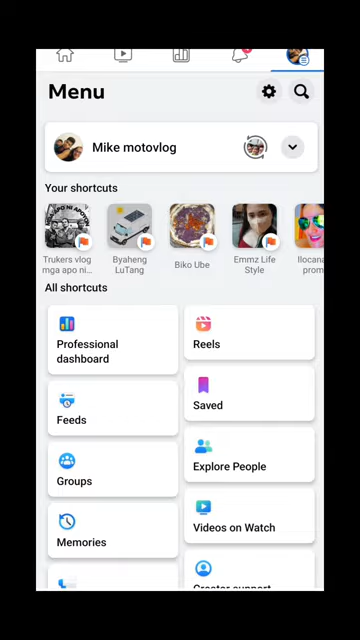 Menu
Mike motovlog
Your shortcuts
Trukers vlog
mga apo ni...
Byaheng
LuTang
Biko Ube
Emmz Life
Style
Ilocana
prom
All shortcuts
Professional
dashboard
Reels
Saved
Feeds
Explore People
Groups
Videos on Watch
Memories
Creator support